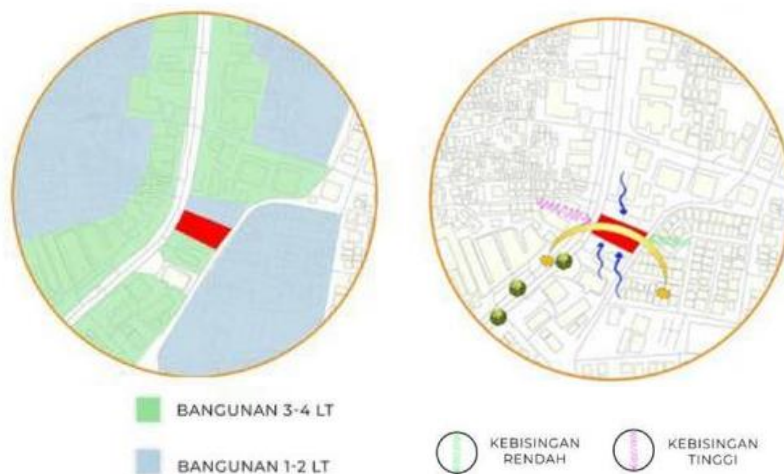 BANGUNAN 3-4 LT
BANGUNAN 1-2 LT
KEBISINGAN
RENDAH
KEBISINGAN
TINGGI